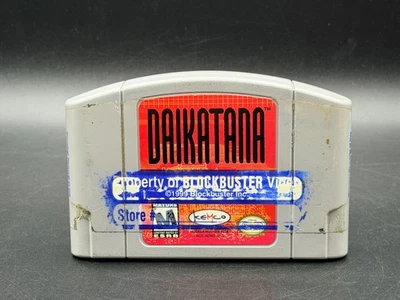 DAIKATANA
Property of BLOCKBUSTER Video
©1999 Blockbuster Inc.
Store #
MATURE
M
KEMCO